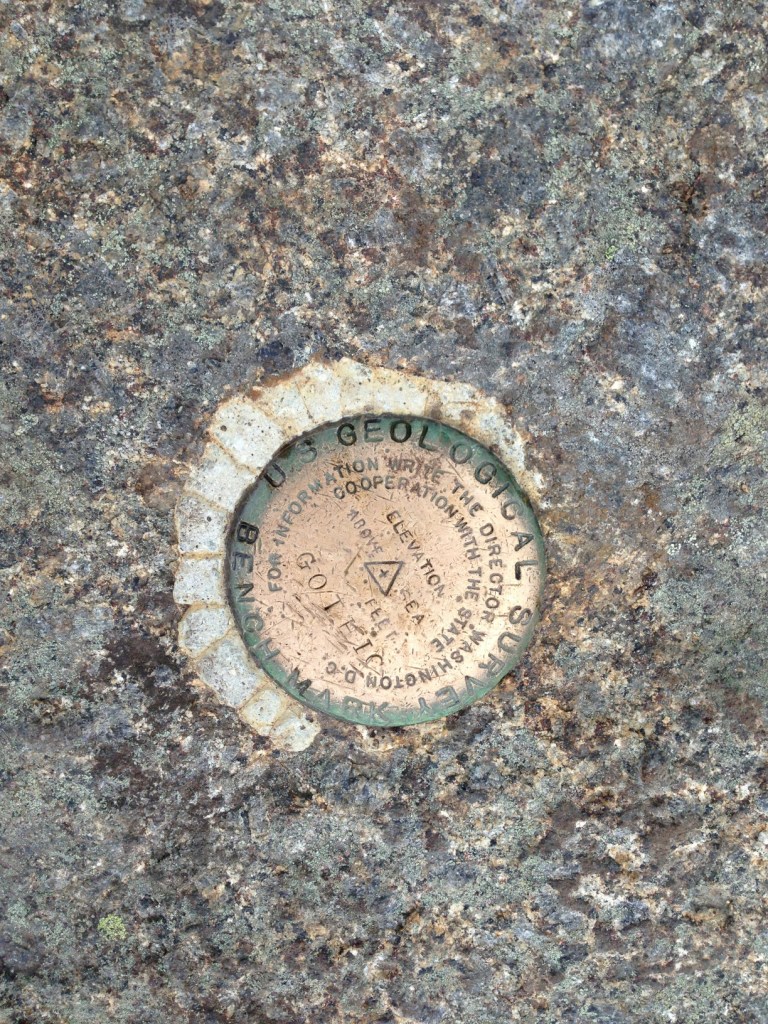 U S GEOLOGICAL SURVEY
BENCH MARK
FOR INFORMATION WRITE THE DIRECTOR WASHINGTON D.C.
CO-OPERATION WITH THE STATE
ELEVATION
ABOVE SEA
FEET
GOTHIC